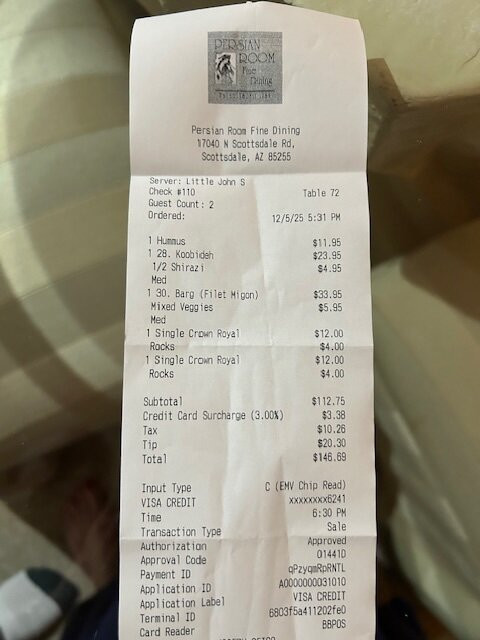 PERSIAN
ROOM
Fine
Dining
Persian Room Fine Dining
17040 N Scottsdale Rd,
Scottsdale, AZ 85255
Server: Little John S
Check #110 Table 72
Guest Count: 2
Ordered: 12/5/25 5:31 PM
1 Hummus $11.95
1 28. Koobideh $23.95
1/2 Shirazi $4.95
Med
1 30. Barg (Filet Migon) $33.95
Mixed Veggies $5.95
Med
1 Single Crown Royal $12.00
Rocks $4.00
1 Single Crown Royal $12.00
Rocks $4.00
Subtotal $112.75
Credit Card Surcharge (3.00%) $3.38
Tax $10.26
Tip $20.30
Total $146.69
Input Type C (EMV Chip Read)
VISA CREDIT xxxxxxxx6241
Time 6:30 PM
Transaction Type Sale
Authorization Approved
Approval Code 01441D
Payment ID qPzyqmRpRNTL
Application ID A0000000031010
Application Label VISA CREDIT
Terminal ID 6803f5a411202fe0
Card Reader BBPOS